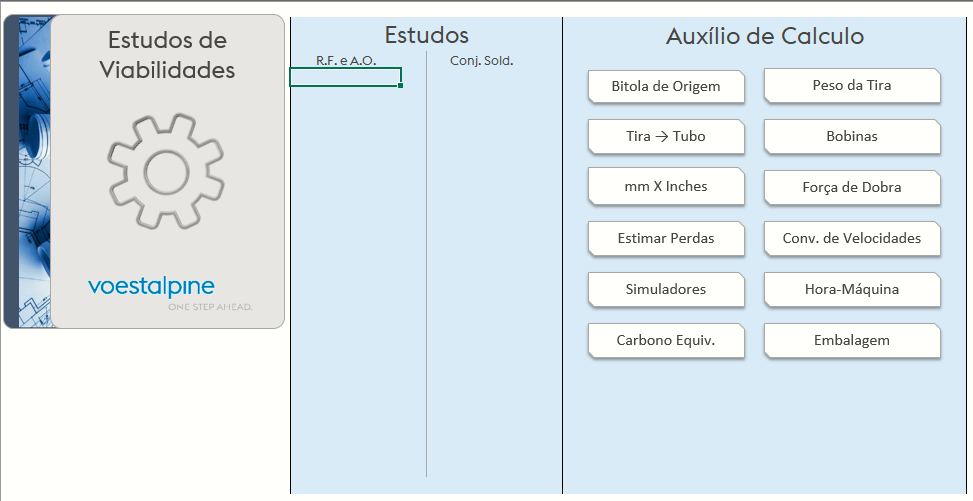 Estudos de
Viabilidades
voestalpine
ONE STEP AHEAD.
Estudos
R.F. e A.O.
Conj. Sold.
Auxílio de Calculo
Bitola de Origem
Peso da Tira
Tira → Tubo
Bobinas
mm X Inches
Força de Dobra
Estimar Perdas
Conv. de Velocidades
Simuladores
Hora-Máquina
Carbono Equiv.
Embalagem